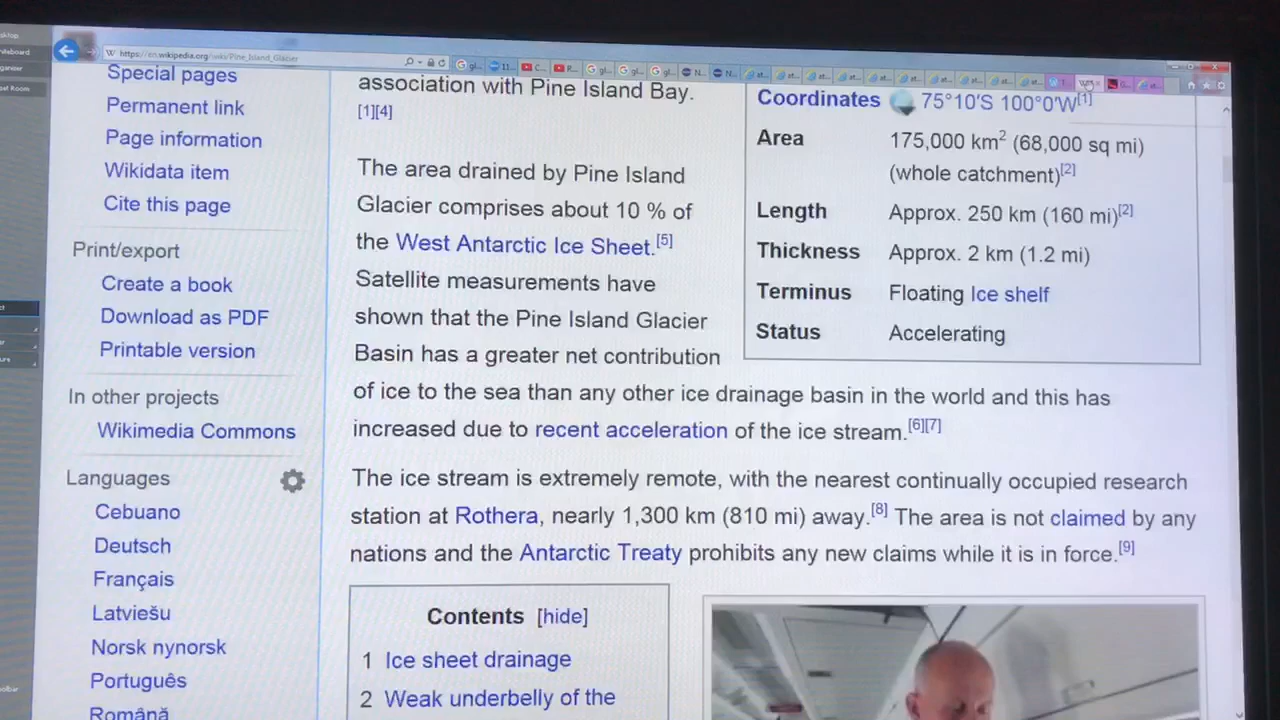 https://en.wikipedia.org/wiki/Pine_Island_Glacier
Special pages
Permanent link
Page information
Wikidata item
Cite this page
Print/export
Create a book
Download as PDF
Printable version
In other projects
Wikimedia Commons
Languages
Cebuano
Deutsch
Français
Latviešu
Norsk nynorsk
Português
Română
association with Pine Island Bay.
[1][4]
The area drained by Pine Island
Glacier comprises about 10 % of
the West Antarctic Ice Sheet.[5]
Satellite measurements have
shown that the Pine Island Glacier
Basin has a greater net contribution
of ice to the sea than any other ice drainage basin in the world and this has
increased due to recent acceleration of the ice stream.[6][7]
The ice stream is extremely remote, with the nearest continually occupied research
station at Rothera, nearly 1,300 km (810 mi) away.[8] The area is not claimed by any
nations and the Antarctic Treaty prohibits any new claims while it is in force.[9]
Coordinates 75°10′S 100°0′W[1]
Area 175,000 km2 (68,000 sq mi)
(whole catchment)[2]
Length Approx. 250 km (160 mi)[2]
Thickness Approx. 2 km (1.2 mi)
Terminus Floating Ice shelf
Status Accelerating
Contents [hide]
1 Ice sheet drainage
2 Weak underbelly of the